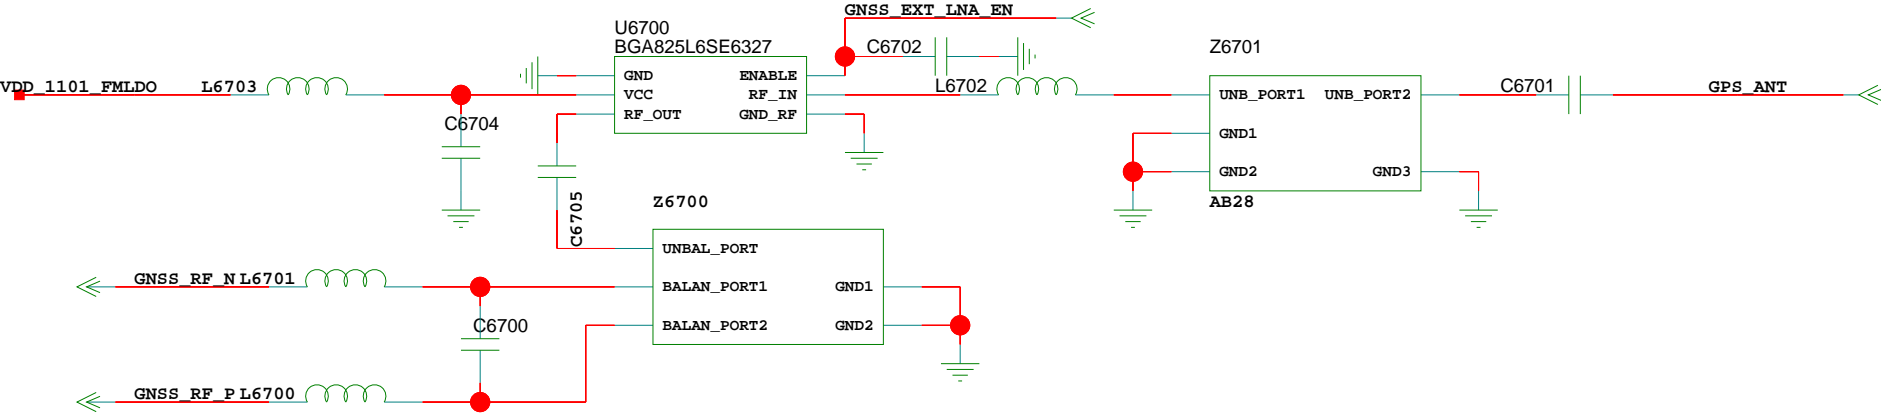 GNSS_EXT_LNA_EN
U6700
BGA825L6SE6327
C6702
Z6701
GND
ENABLE
VDD_1101_FMLDO
L6703
VCC
RF_IN
L6702
UNB_PORT1
UNB_PORT2
C6701
GPS_ANT
C6704
RF_OUT
GND_RF
GND1
GND2
GND3
AB28
C6705
Z6700
UNBAL_PORT
GNSS_RF_N
L6701
BALAN_PORT1
GND1
C6700
BALAN_PORT2
GND2
GNSS_RF_P
L6700